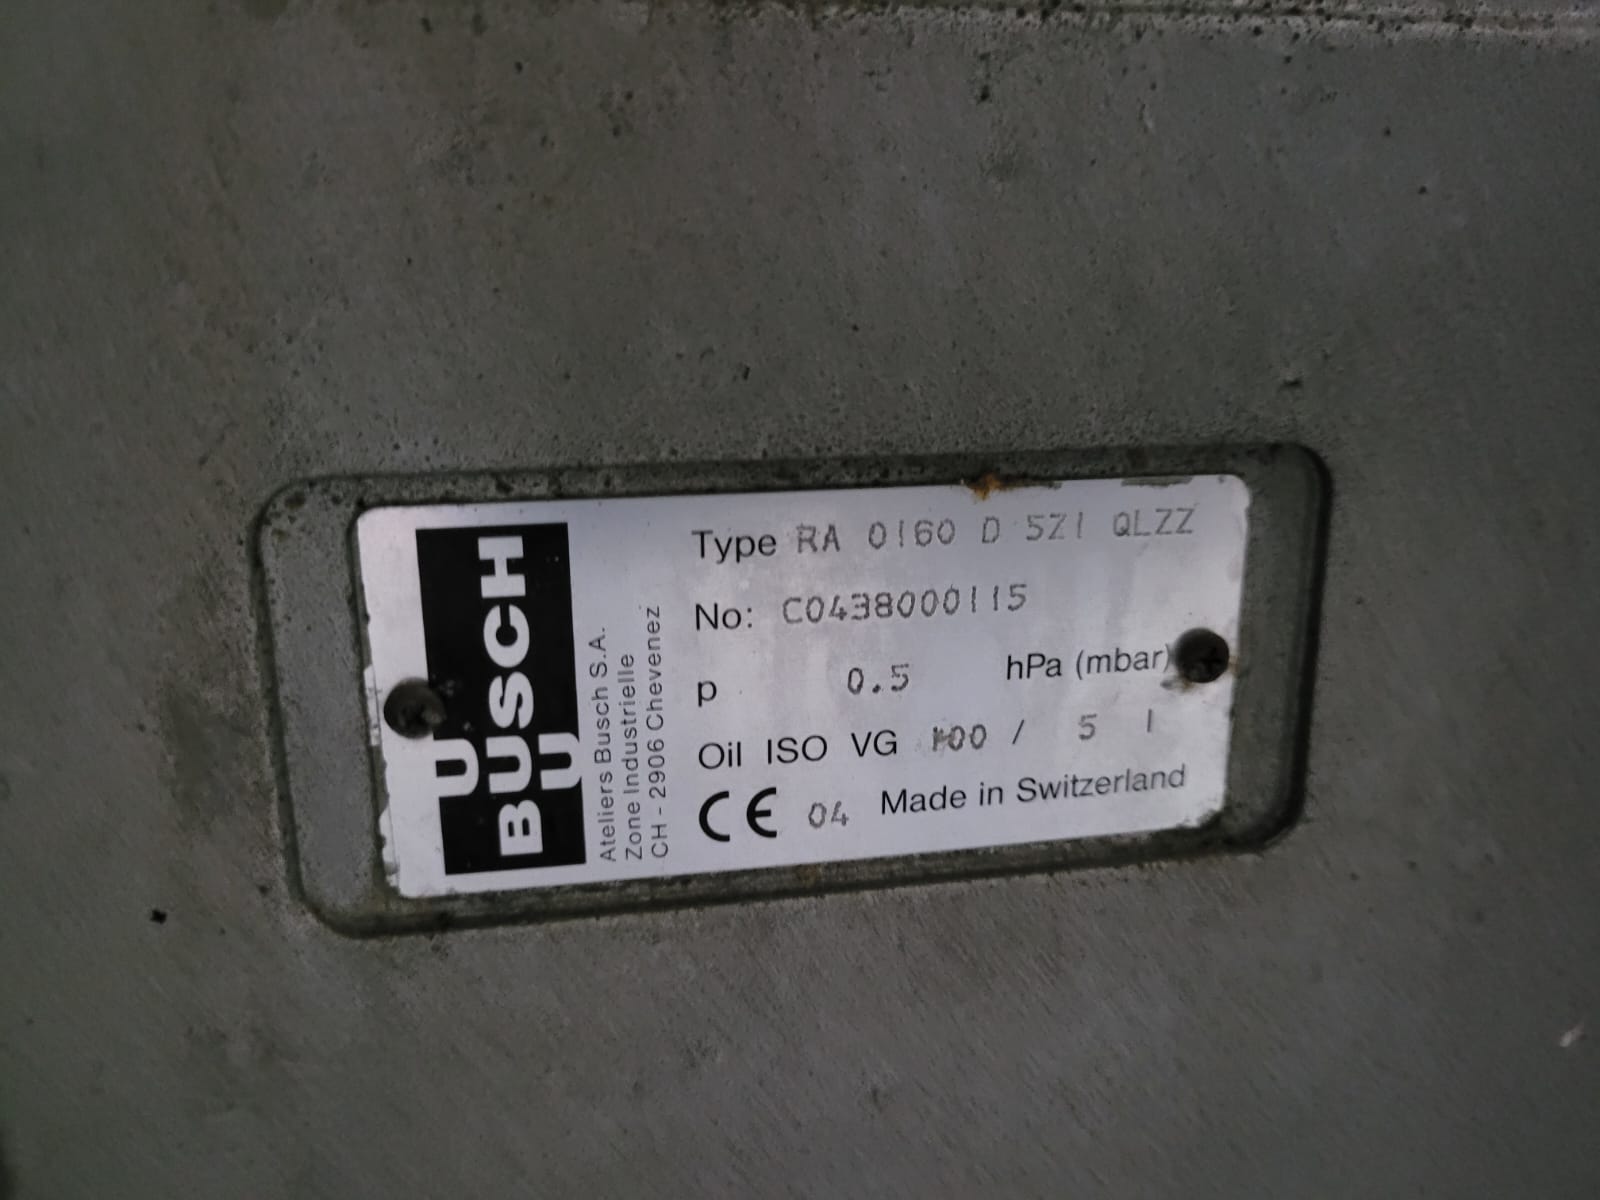 U
BUSCH
U
Ateliers Busch S.A.
Zone Industrielle
CH - 2906 Chevenez
Type RA 0160 D 5Z1 QLZZ
No: C0438000115
p 0.5 hPa (mbar)
Oil ISO VG 100 / 5 l
CE 04 Made in Switzerland